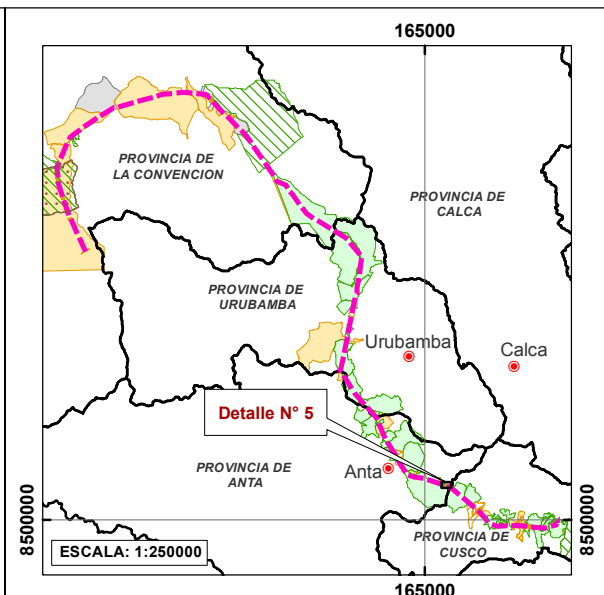 165000
PROVINCIA DE
LA CONVENCION
PROVINCIA DE
CALCA
PROVINCIA DE
URUBAMBA
Urubamba
Calca
Detalle N° 5
PROVINCIA DE
ANTA
Anta
8500000
8500000
ESCALA: 1:250000
PROVINCIA DE
CUSCO
165000